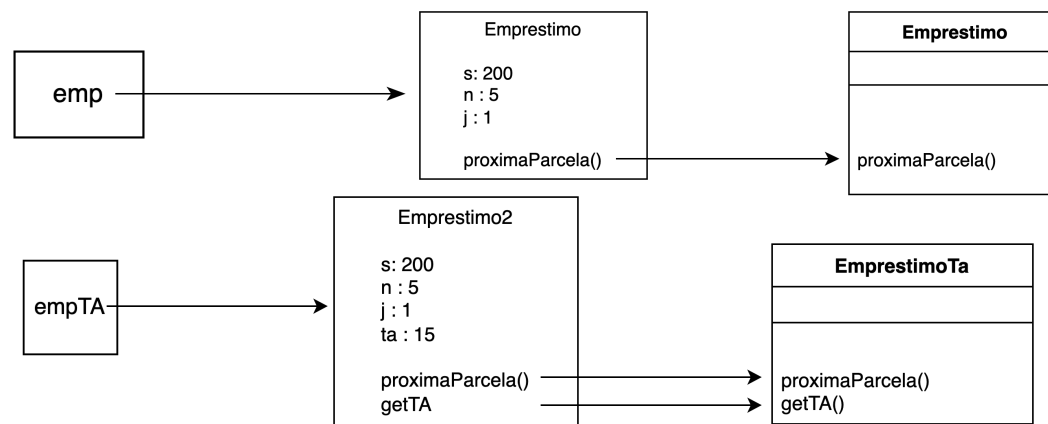 emp
Emprestimo
s: 200
n : 5
j : 1
proximaParcela()
Emprestimo
proximaParcela()
empTA
Emprestimo2
s: 200
n : 5
j : 1
ta : 15
proximaParcela()
getTA
EmprestimoTa
proximaParcela()
getTA()